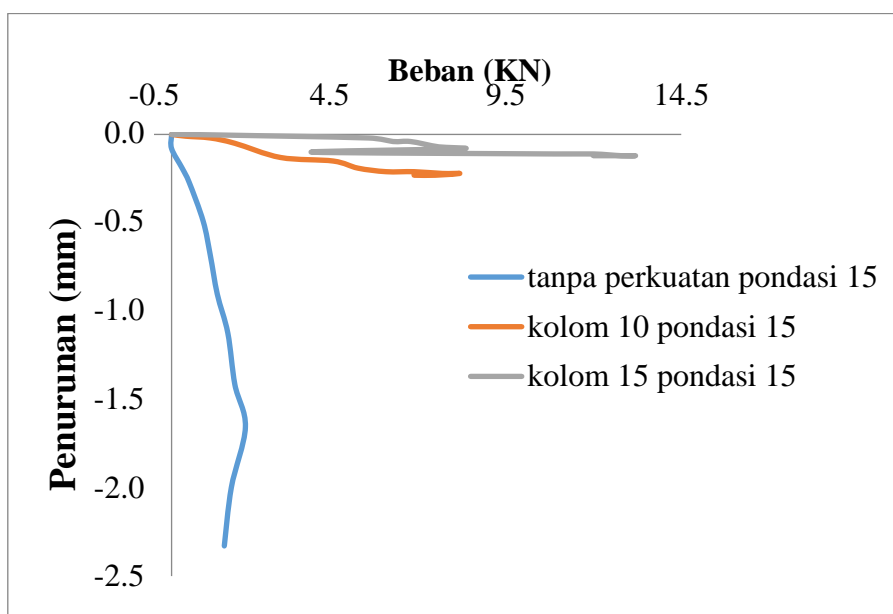 Beban (KN)
-0.5 4.5 9.5 14.5
0.0
-0.5
-1.0
-1.5
-2.0
-2.5
Penurunan (mm)
tanpa perkuatan pondasi 15
kolom 10 pondasi 15
kolom 15 pondasi 15